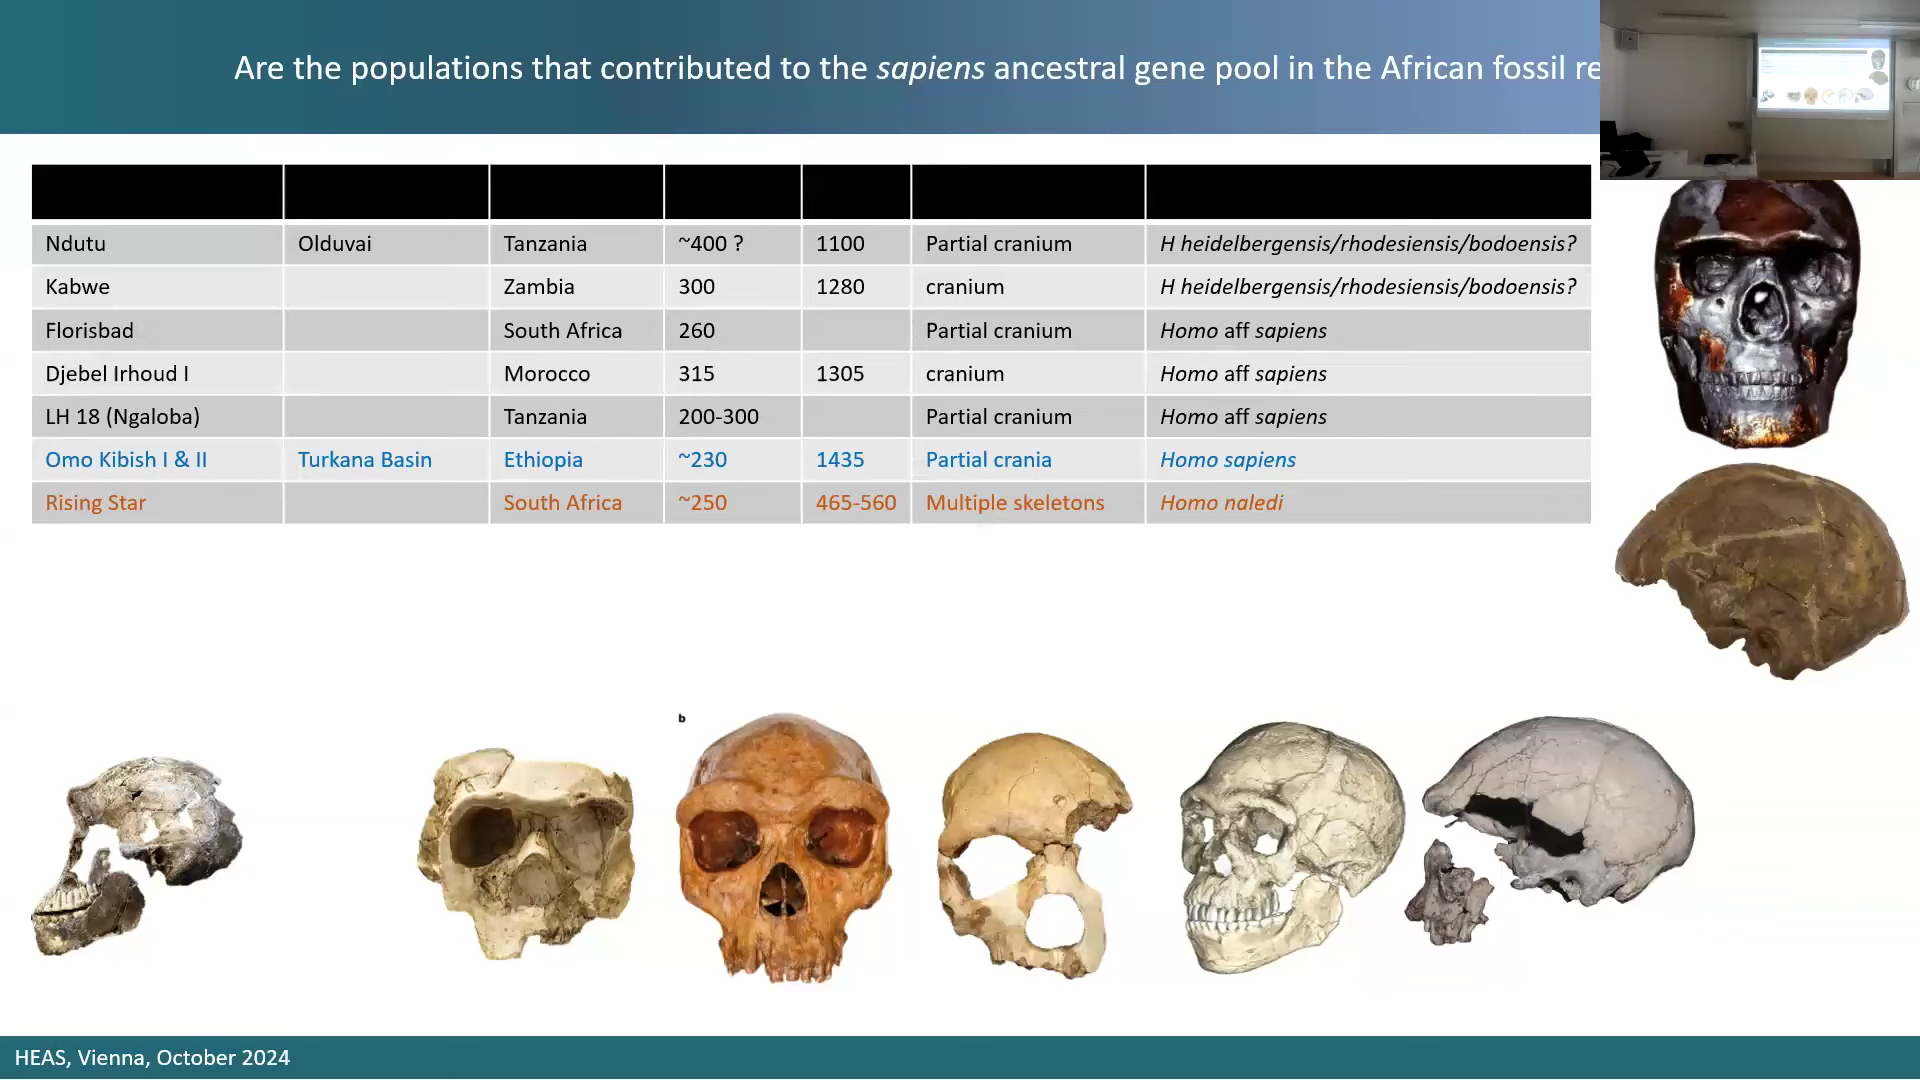 Are the populations that contributed to the sapiens ancestral gene pool in the African fossil re
Ndutu Olduvai Tanzania ~400 ? 1100 Partial cranium H heidelbergensis/rhodesiensis/bodoensis?
Kabwe Zambia 300 1280 cranium H heidelbergensis/rhodesiensis/bodoensis?
Florisbad South Africa 260 Partial cranium Homo aff sapiens
Djebel Irhoud I Morocco 315 1305 cranium Homo aff sapiens
LH 18 (Ngaloba) Tanzania 200-300 Partial cranium Homo aff sapiens
Omo Kibish I & II Turkana Basin Ethiopia ~230 1435 Partial crania Homo sapiens
Rising Star South Africa ~250 465-560 Multiple skeletons Homo naledi
b
HEAS, Vienna, October 2024